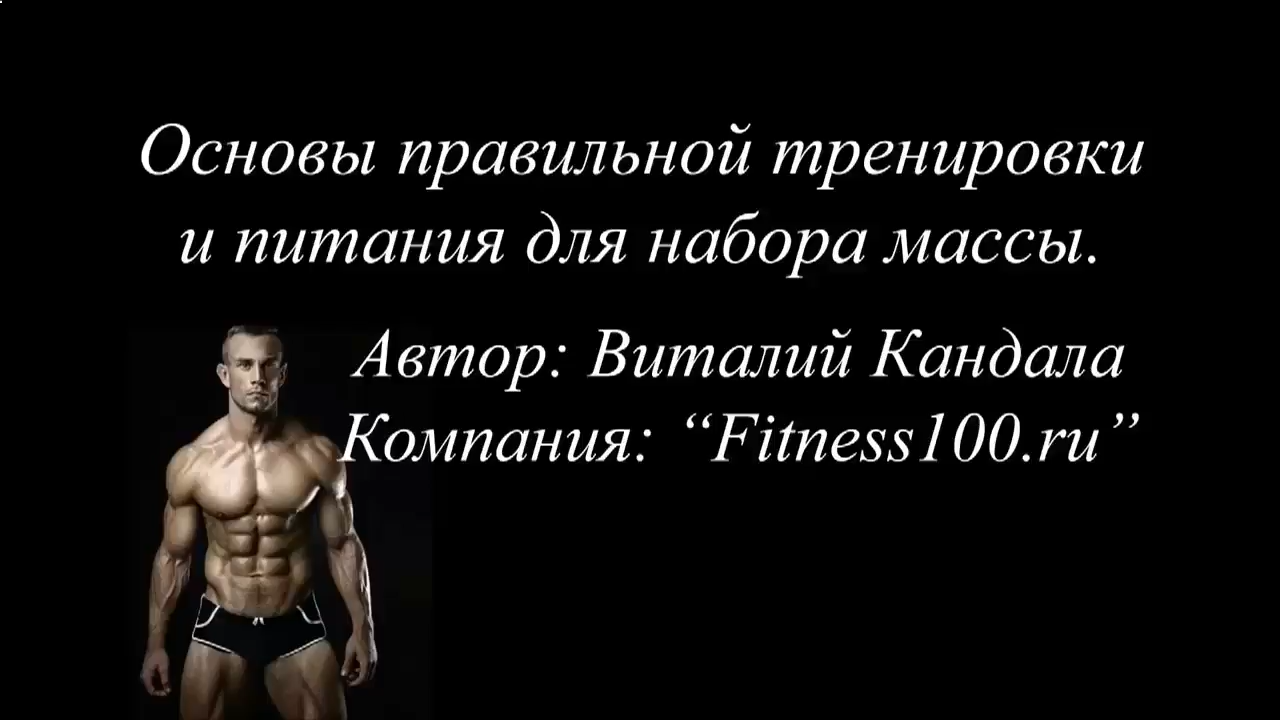 Основы правильной тренировки
и питания для набора массы.
Автор: Виталий Кандала
Компания: “Fitness100.ru”